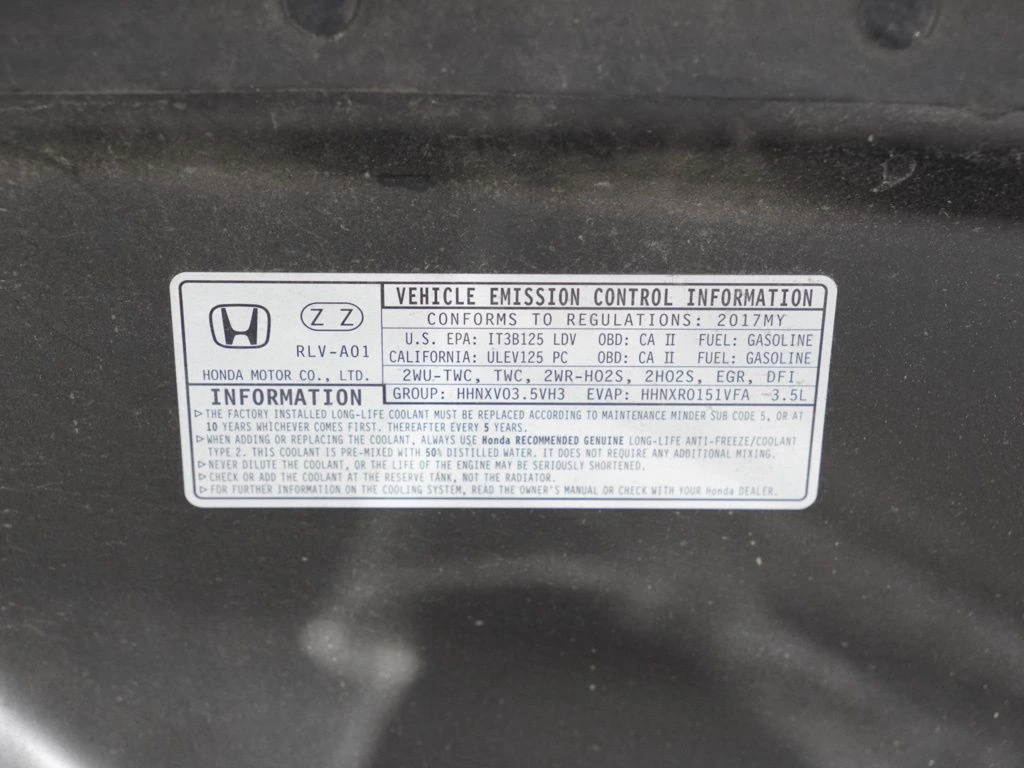 Z Z
RLV-A01
HONDA MOTOR CO., LTD.
VEHICLE EMISSION CONTROL INFORMATION
CONFORMS TO REGULATIONS: 2017MY
U.S. EPA: IT3B125 LDV OBD: CA II FUEL: GASOLINE
CALIFORNIA: ULEV125 PC OBD: CA II FUEL: GASOLINE
2WU-TWC, TWC, 2WR-HO2S, 2HO2S, EGR, DFI
GROUP: HHNXV03.5VH3 EVAP: HHNXR0151VFA 3.5L
INFORMATION
▷THE FACTORY INSTALLED LONG-LIFE COOLANT MUST BE REPLACED ACCORDING TO MAINTENANCE MINDER SUB CODE 5, OR AT
10 YEARS WHICHEVER COMES FIRST. THEREAFTER EVERY 5 YEARS.
▷WHEN ADDING OR REPLACING THE COOLANT, ALWAYS USE Honda RECOMMENDED GENUINE LONG-LIFE ANTI-FREEZE/COOLANT
TYPE 2. THIS COOLANT IS PRE-MIXED WITH 50% DISTILLED WATER. IT DOES NOT REQUIRE ANY ADDITIONAL MIXING.
▷NEVER DILUTE THE COOLANT, OR THE LIFE OF THE ENGINE MAY BE SERIOUSLY SHORTENED.
▷CHECK OR ADD THE COOLANT AT THE RESERVE TANK, NOT THE RADIATOR.
▷FOR FURTHER INFORMATION ON THE COOLING SYSTEM, READ THE OWNER'S MANUAL OR CHECK WITH YOUR Honda DEALER.